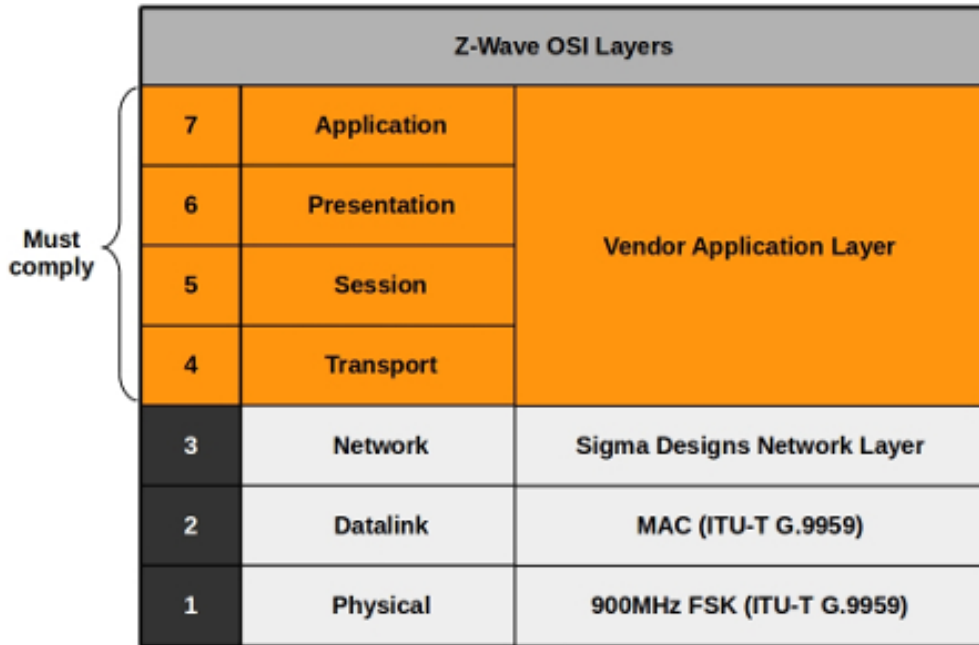 Z-Wave OSI Layers
7 Application
6 Presentation
Vendor Application Layer
Must
comply
5 Session
4 Transport
3 Network Sigma Designs Network Layer
2 Datalink MAC (ITU-T G.9959)
1 Physical 900MHz FSK (ITU-T G.9959)